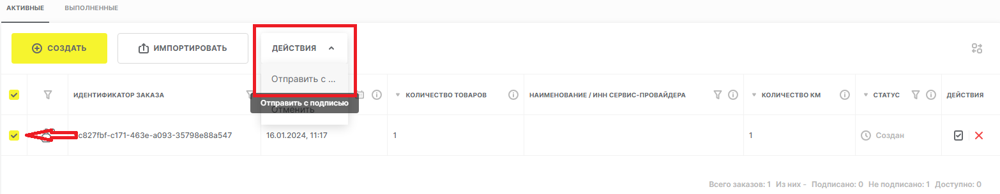 АКТИВНЫЕ ВЫПОЛНЕННЫЕ
СОЗДАТЬ ИМПОРТИРОВАТЬ ДЕЙСТВИЯ
Отправить с ...
ИДЕНТИФИКАТОР ЗАКАЗА КОЛИЧЕСТВО ТОВАРОВ НАИМЕНОВАНИЕ / ИНН СЕРВИС-ПРОВАЙДЕРА КОЛИЧЕСТВО КМ СТАТУС ДЕЙСТВИЯ
Отправить с подписью
Отменить
c827fbf-c171-463e-a093-35798e88a547 16.01.2024, 11:17 1 1 Создан
Всего заказов: 1 Из них - Подписано: 0 Не подписано: 1 Доступно: 0